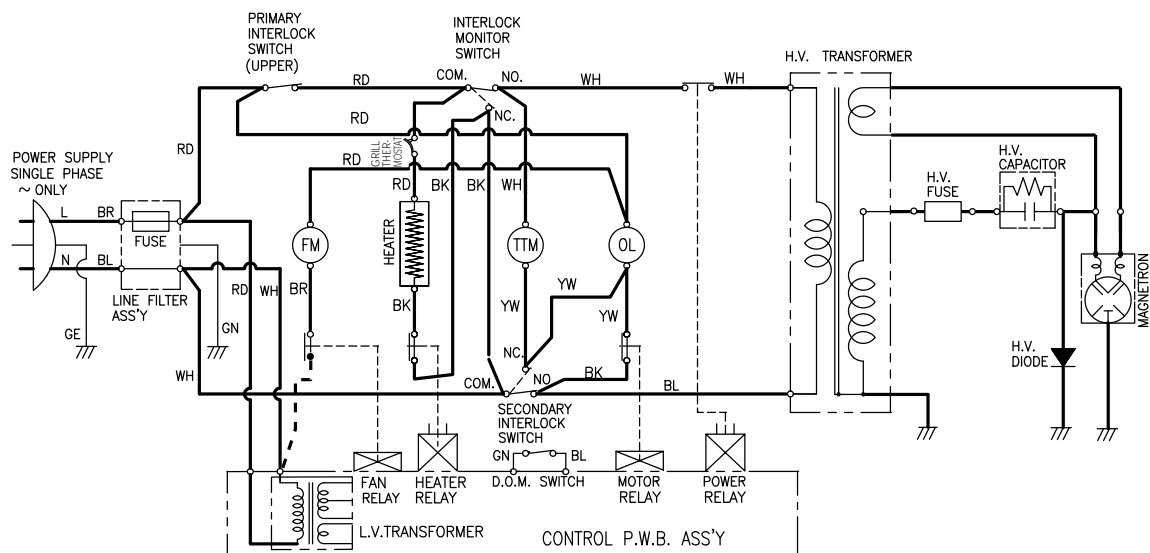 PRIMARY
INTERLOCK
SWITCH
(UPPER)
INTERLOCK
MONITOR
SWITCH
H.V. TRANSFORMER
RD
COM.
NO.
WH
WH
NC.
RD
RD
GRILL
THER-
MOSTAT
RD
RD
BK
BK
WH
POWER SUPPLY
SINGLE PHASE
~ ONLY
L
BR
FUSE
N
BL
LINE FILTER
ASS'Y
GE
GN
RD
WH
BR
FM
HEATER
TTM
OL
BK
YW
YW
YW
H.V.
FUSE
H.V.
CAPACITOR
MAGNETRON
H.V.
DIODE
WH
COM.
NC.
NO
BK
BL
SECONDARY
INTERLOCK
SWITCH
GN
BL
D.O.M. SWITCH
FAN
RELAY
HEATER
RELAY
MOTOR
RELAY
POWER
RELAY
L.V.TRANSFORMER
CONTROL P.W.B. ASS'Y